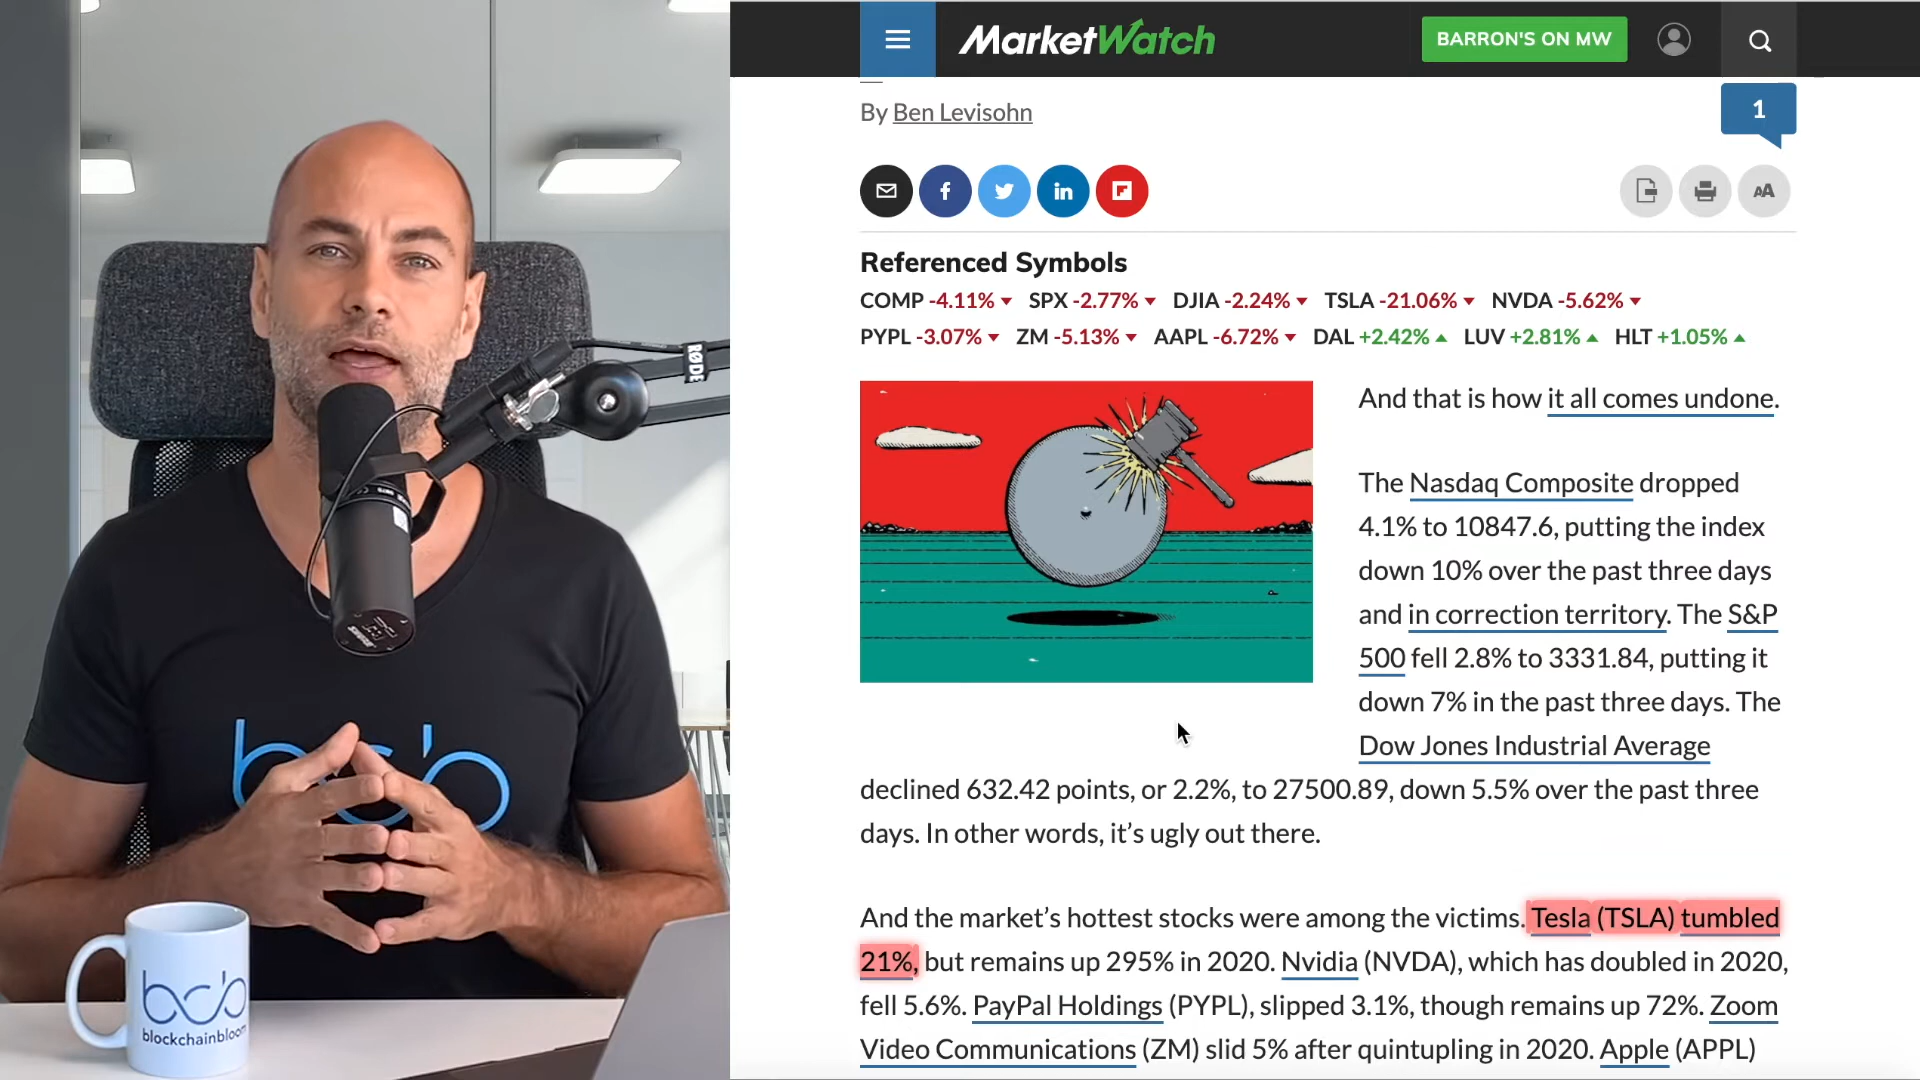 MarketWatch
BARRON'S ON MW
By Ben Levisohn
1
f
in
AA
Referenced Symbols
COMP -4.11% SPX -2.77% DJIA -2.24% TSLA -21.06% NVDA -5.62%
PYPL -3.07% ZM -5.13% AAPL -6.72% DAL +2.42% LUV +2.81% HLT +1.05%
And that is how it all comes undone.
The Nasdaq Composite dropped
4.1% to 10847.6, putting the index
down 10% over the past three days
and in correction territory. The S&P
500 fell 2.8% to 3331.84, putting it
down 7% in the past three days. The
Dow Jones Industrial Average
declined 632.42 points, or 2.2%, to 27500.89, down 5.5% over the past three
days. In other words, it’s ugly out there.
And the market’s hottest stocks were among the victims. Tesla (TSLA) tumbled
21%, but remains up 295% in 2020. Nvidia (NVDA), which has doubled in 2020,
fell 5.6%. PayPal Holdings (PYPL), slipped 3.1%, though remains up 72%. Zoom
Video Communications (ZM) slid 5% after quintupling in 2020. Apple (APPL)
RØDE
bcb
bcb
blockchainbloom